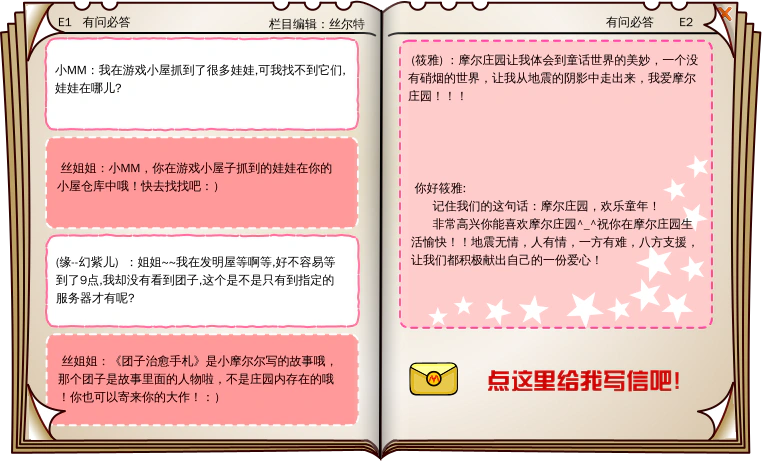 E1 有问必答
栏目编辑：丝尔特
小MM：我在游戏小屋抓到了很多娃娃,可我找不到它们,
娃娃在哪儿?
丝姐姐：小MM，你在游戏小屋子抓到的娃娃在你的
小屋仓库中哦！快去找找吧：）
(缘--幻紫儿) ：姐姐~~我在发明屋等啊等,好不容易等
到了9点,我却没有看到团子,这个是不是只有到指定的
服务器才有呢?
丝姐姐：《团子治愈手札》是小摩尔尔写的故事哦，
那个团子是故事里面的人物啦，不是庄园内存在的哦
！你也可以寄来你的大作！：）
有问必答 E2
(筱雅) ：摩尔庄园让我体会到童话世界的美妙，一个没
有硝烟的世界，让我从地震的阴影中走出来，我爱摩尔
庄园！！！
你好筱雅:
记住我们的这句话：摩尔庄园，欢乐童年！
非常高兴你能喜欢摩尔庄园^_^祝你在摩尔庄园生
活愉快！！地震无情，人有情，一方有难，八方支援，
让我们都积极献出自己的一份爱心！
点这里给我写信吧!